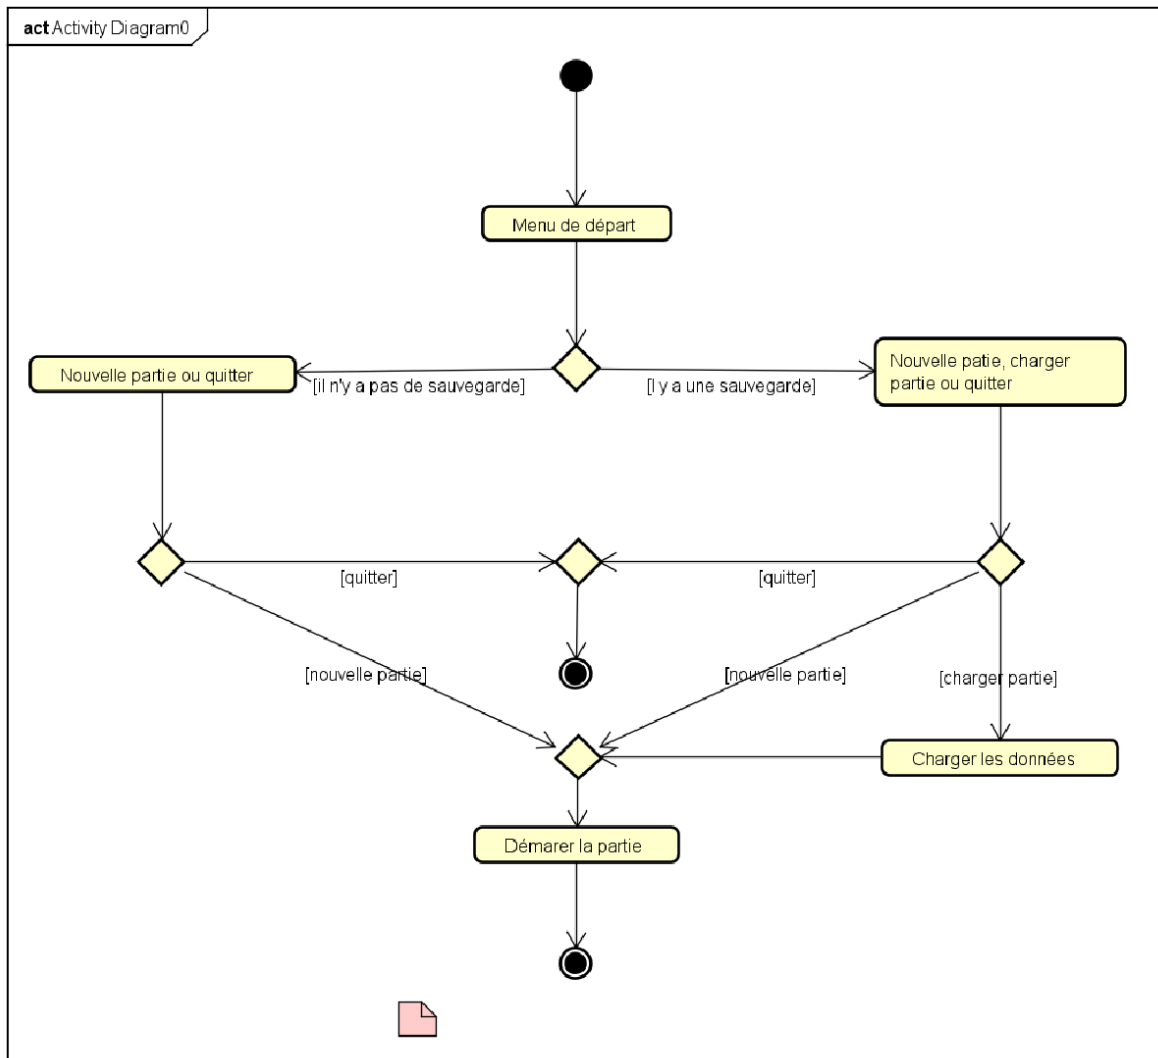 act Activity Diagram0
Menu de départ
Nouvelle partie ou quitter
[il n'y a pas de sauvegarde]
[l y a une sauvegarde]
Nouvelle patie, charger
partie ou quitter
[quitter]
[quitter]
[nouvelle partie]
[nouvelle partie]
[charger partie]
Charger les données
Démarer la partie